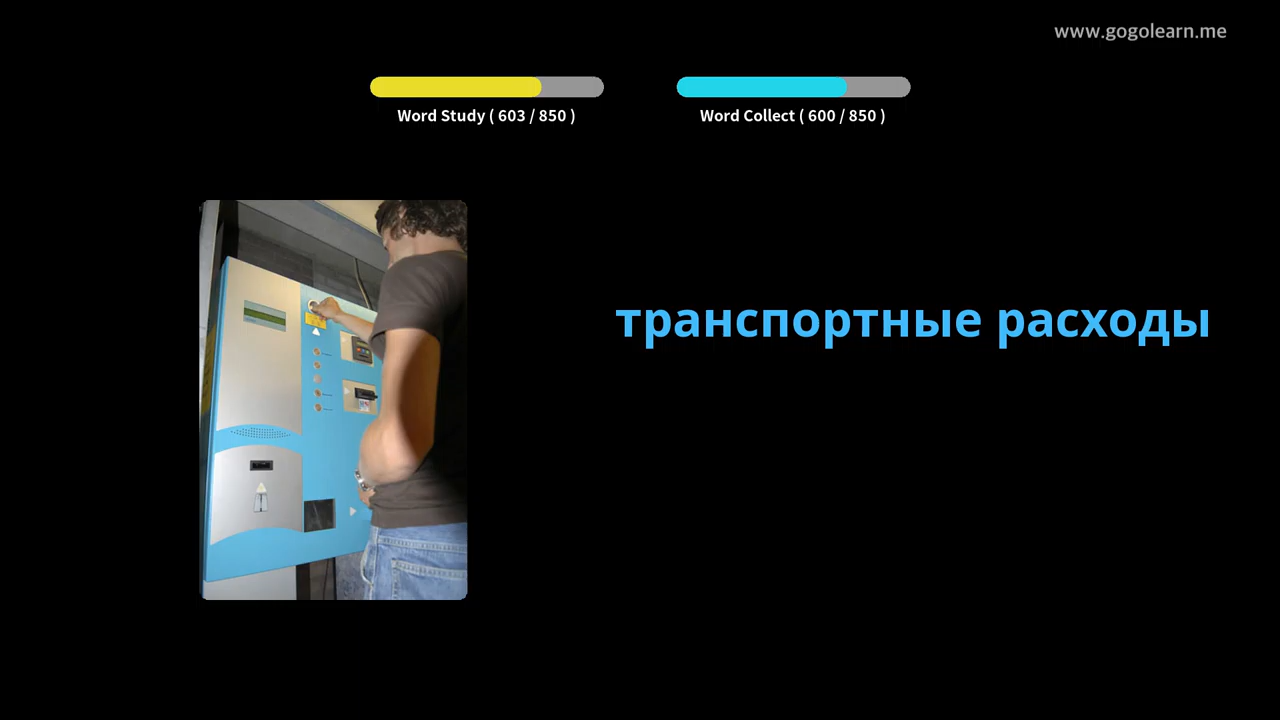 www.gogolearn.me
Word Study ( 603 / 850 )
Word Collect ( 600 / 850 )
транспортные расходы